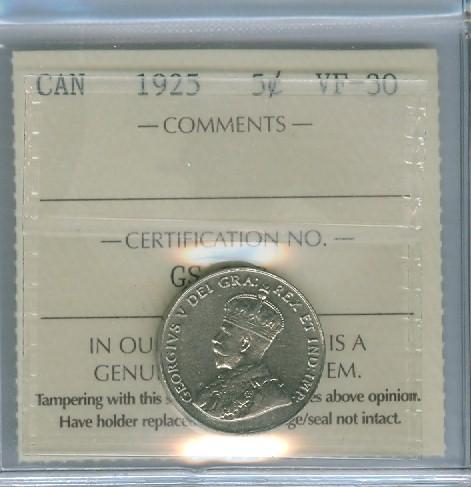 CAN 1925 5¢ VF-30
— COMMENTS —
— CERTIFICATION NO. —
GS
GEORGIVS V DEI GRA: REX ET IND: IMP:
IN OU IS A
GENU EM.
Tampering with this s es above opinion.
Have holder replace ge/seal not intact.